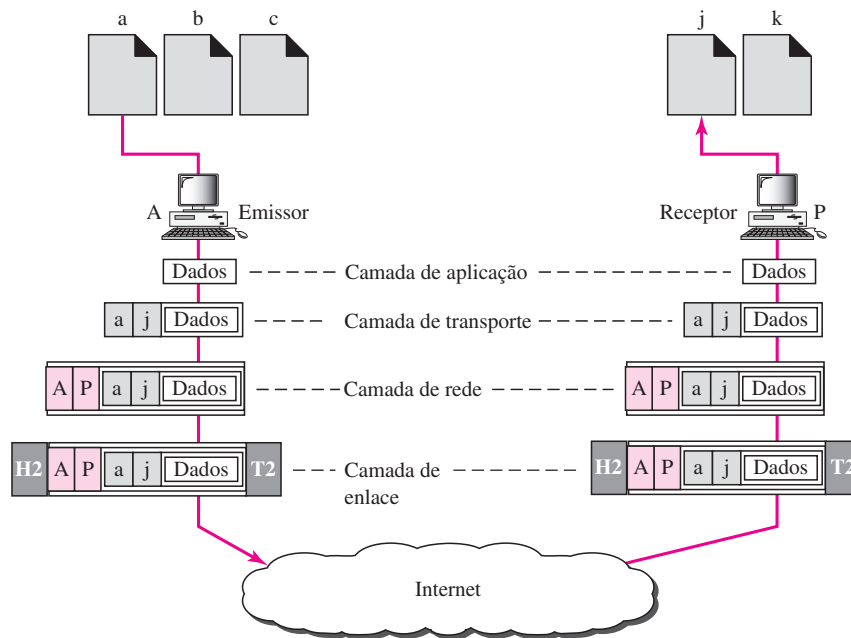 a b c j k
A Emissor Receptor P
Dados Camada de aplicação Dados
a j Dados Camada de transporte a j Dados
A P a j Dados Camada de rede A P a j Dados
H2 A P a j Dados T2 Camada de enlace H2 A P a j Dados T2
Internet